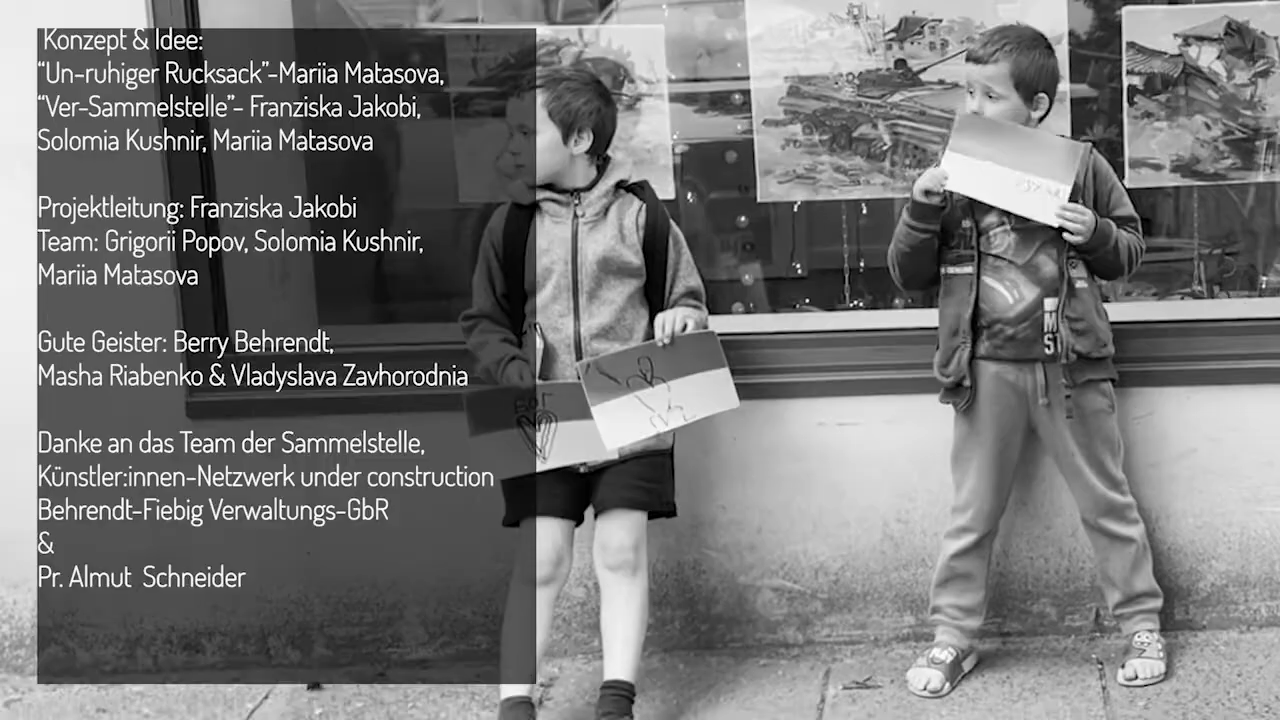 Konzept & Idee:
“Un-ruhiger Rucksack”-Mariia Matasova,
“Ver-Sammelstelle”- Franziska Jakobi,
Solomia Kushnir, Mariia Matasova
Projektleitung: Franziska Jakobi
Team: Grigorii Popov, Solomia Kushnir,
Mariia Matasova
Gute Geister: Berry Behrendt,
Masha Riabenko & Vladyslava Zavhorodnia
Danke an das Team der Sammelstelle,
Künstler:innen-Netzwerk under construction
Behrendt-Fiebig Verwaltungs-GbR
&
Pr. Almut Schneider